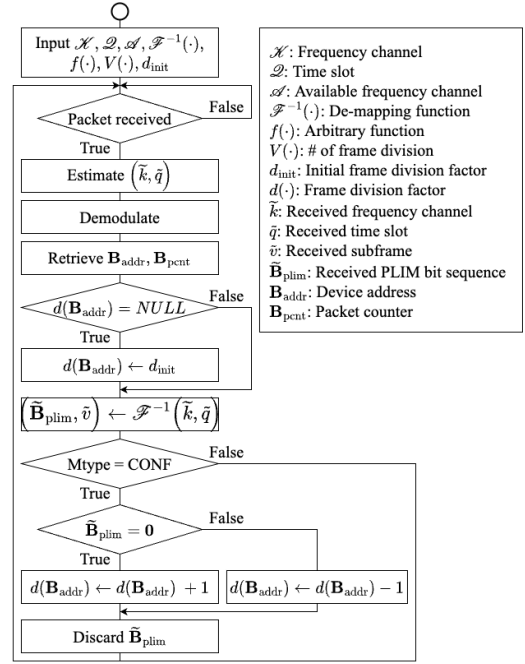 Input 𝒦, 𝒬, 𝒜, ℱ⁻¹(·),
f(·), V(·), d_init
Packet received
False
True
Estimate (k̃, q̃)
Demodulate
Retrieve B_addr, B_pcnt
d(B_addr) = NULL
False
True
d(B_addr) ← d_init
(B̃_plim, ṽ) ← ℱ⁻¹(k̃, q̃)
Mtype = CONF
False
True
B̃_plim = 0
False
True
d(B_addr) ← d(B_addr) + 1
d(B_addr) ← d(B_addr) − 1
Discard B̃_plim
𝒦: Frequency channel
𝒬: Time slot
𝒜: Available frequency channel
ℱ⁻¹(·): De-mapping function
f(·): Arbitrary function
V(·): # of frame division
d_init: Initial frame division factor
d(·): Frame division factor
k̃: Received frequency channel
q̃: Received time slot
ṽ: Received subframe
B̃_plim: Received PLIM bit sequence
B_addr: Device address
B_pcnt: Packet counter